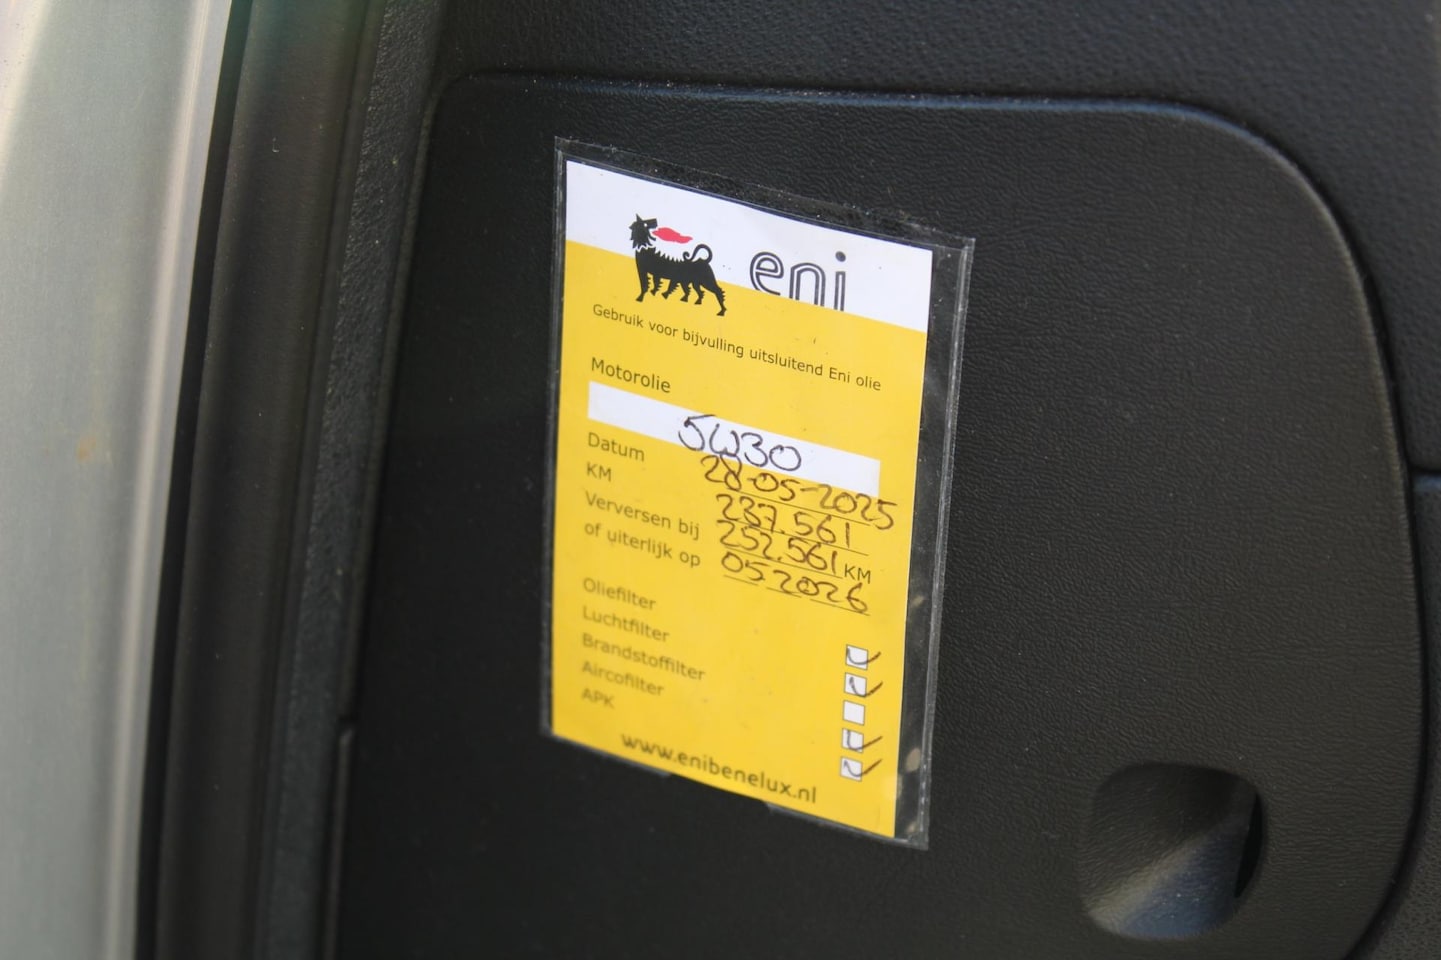 eni
Gebruik voor bijvulling uitsluitend Eni olie
Motorolie
5W30
Datum 28-05-2025
KM 237.561
Verversen bij 252.561 KM
of uiterlijk op 05 2026
Oliefilter
Luchtfilter
Brandstoffilter
Aircofilter
APK
www.enibenelux.nl